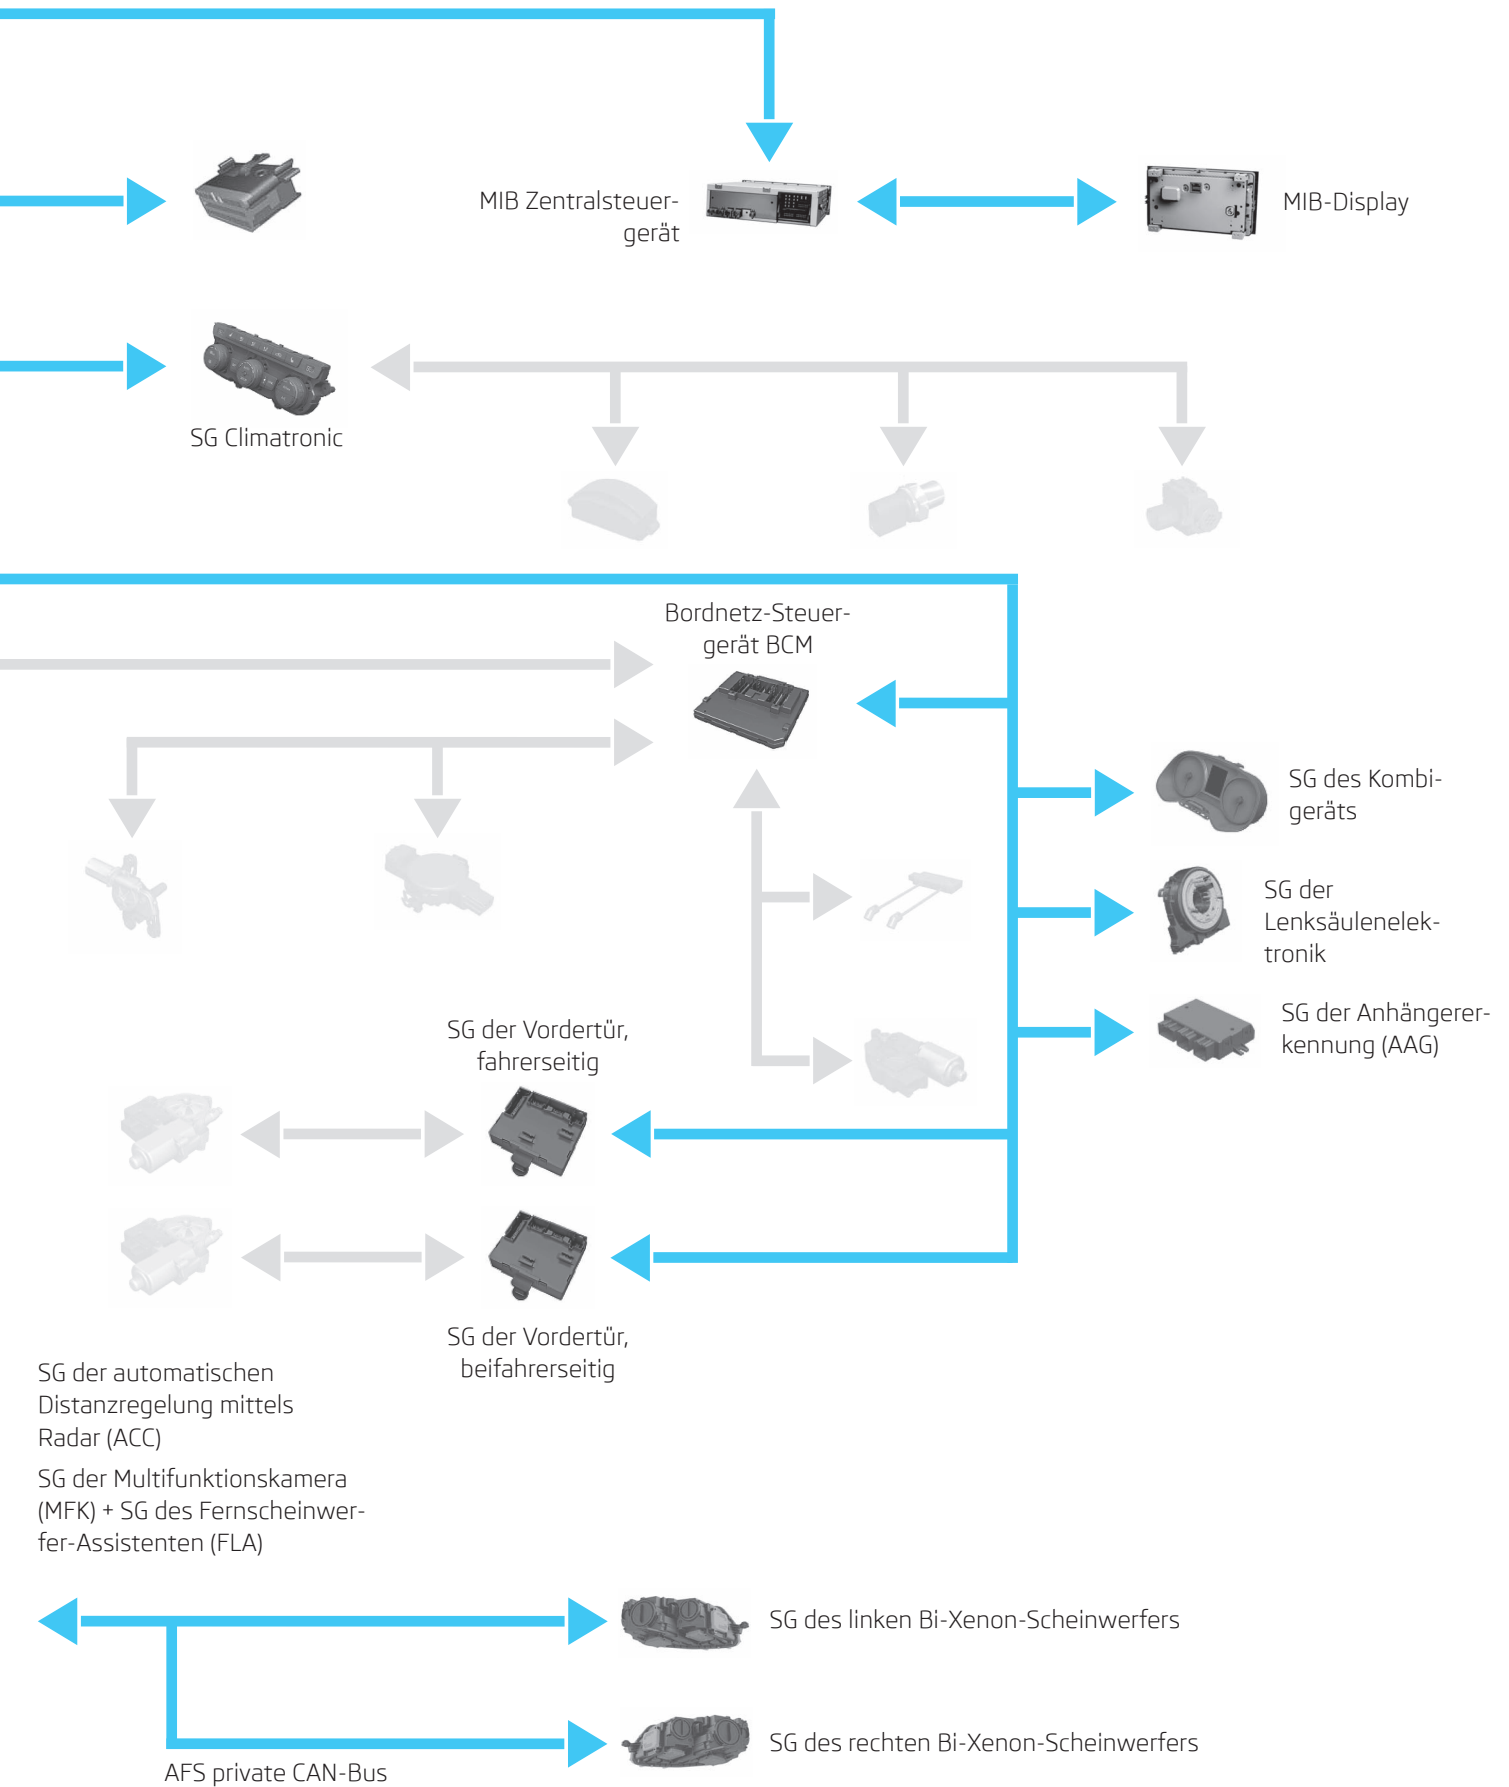 MIB Zentralsteuer-
gerät
MIB-Display
SG Climatronic
Bordnetz-Steuer-
gerät BCM
SG des Kombi-
geräts
SG der
Lenksäulenelek-
tronik
SG der Anhängerer-
kennung (AAG)
SG der Vordertür,
fahrerseitig
SG der Vordertür,
beifahrerseitig
SG der automatischen
Distanzregelung mittels
Radar (ACC)
SG der Multifunktionskamera
(MFK) + SG des Fernscheinwer-
fer-Assistenten (FLA)
SG des linken Bi-Xenon-Scheinwerfers
SG des rechten Bi-Xenon-Scheinwerfers
AFS private CAN-Bus